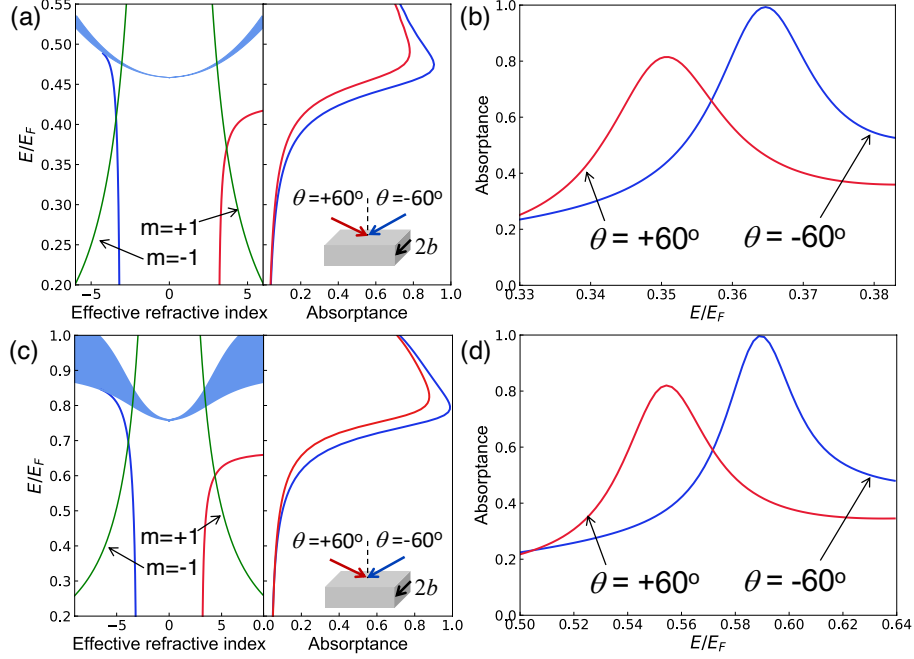 (a)
0.55
0.50
0.45
0.40
0.35
0.30
0.25
0.20
E/E_F
m=+1
m=-1
−5 0 5
Effective refractive index
θ=+60° θ=-60°
2b
0.2 0.4 0.6 0.8 1.0
Absorptance
(b)
1.0
0.8
0.6
0.4
0.2
0.0
Absorptance
θ = +60° θ = -60°
0.33 0.34 0.35 0.36 0.37 0.38
E/E_F
(c)
1.0
0.9
0.8
0.7
0.6
0.5
0.4
0.3
0.2
E/E_F
m=+1
m=-1
−5 0 5
Effective refractive index
θ=+60° θ=-60°
2b
0.0 0.2 0.4 0.6 0.8 1.0
Absorptance
(d)
1.0
0.8
0.6
0.4
0.2
0.0
Absorptance
θ = +60° θ = -60°
0.50 0.52 0.54 0.56 0.58 0.60 0.62 0.64
E/E_F